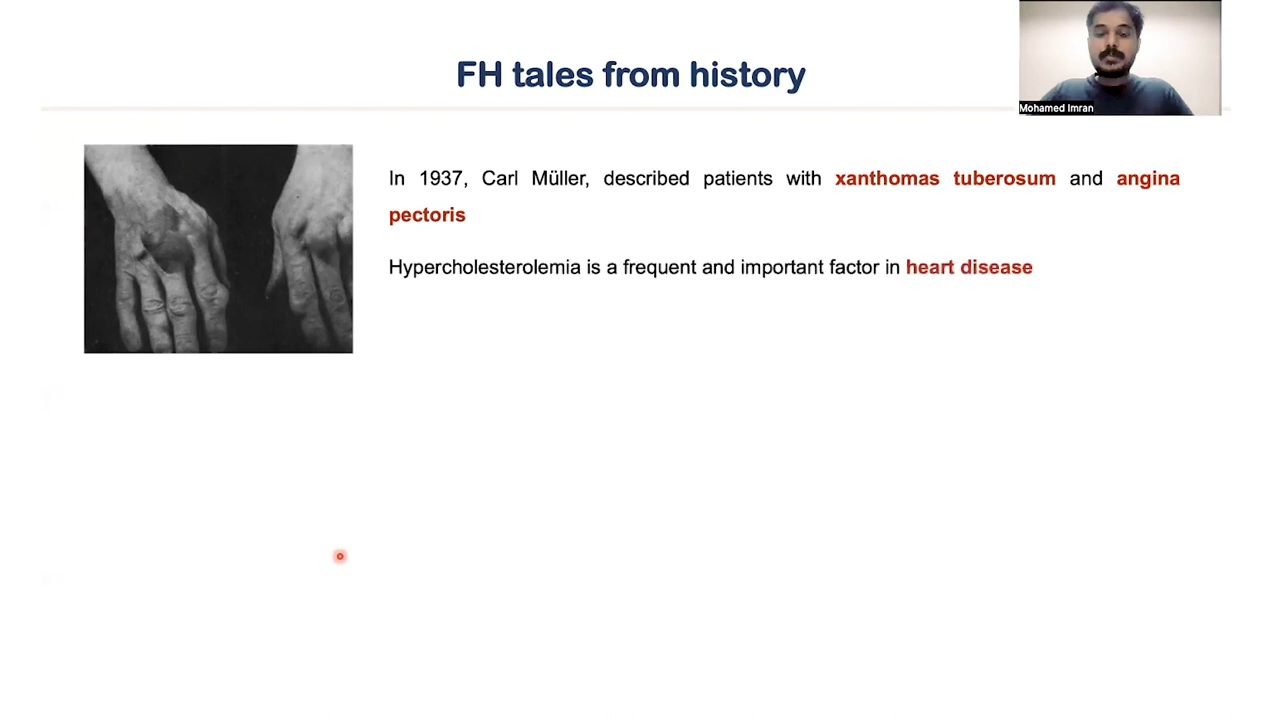 FH tales from history
Mohamed Imran
In 1937, Carl Müller, described patients with xanthomas tuberosum and angina
pectoris
Hypercholesterolemia is a frequent and important factor in heart disease